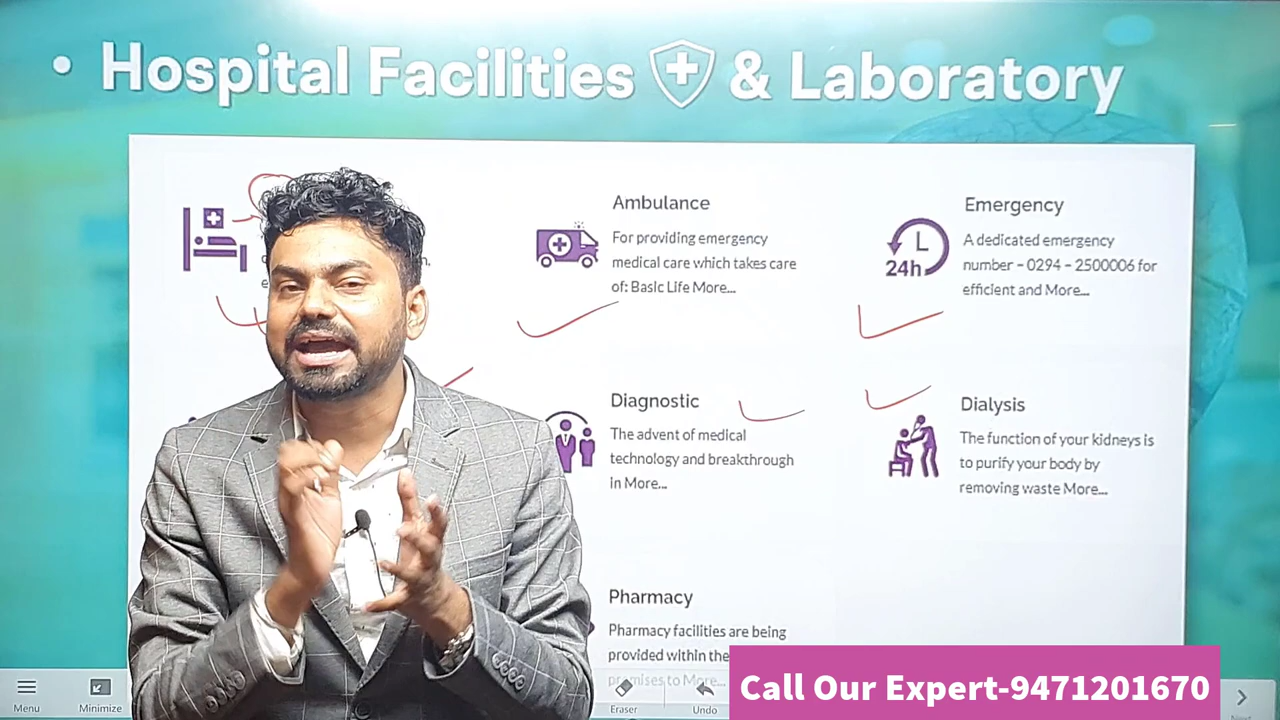 • Hospital Facilities & Laboratory
Ambulance
For providing emergency
medical care which takes care
of: Basic Life More...
Emergency
24h
A dedicated emergency
number – 0294 – 2500006 for
efficient and More...
Diagnostic
The advent of medical
technology and breakthrough
in More...
Dialysis
The function of your kidneys is
to purify your body by
removing waste More...
Pharmacy
Pharmacy facilities are being
provided within the
premises to More...
Call Our Expert-9471201670
Menu
Minimize
Eraser
Undo